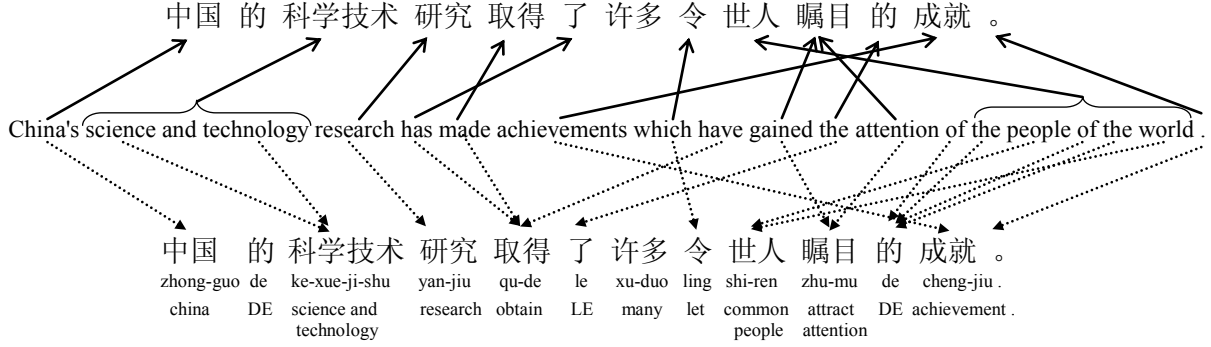 中国 的 科学技术 研究 取得 了 许多 令 世人 瞩目 的 成就 。
China's science and technology research has made achievements which have gained the attention of the people of the world .
中国 的 科学技术 研究 取得 了 许多 令 世人 瞩目 的 成就 。
zhong-guo de ke-xue-ji-shu yan-jiu qu-de le xu-duo ling shi-ren zhu-mu de cheng-jiu .
china DE science and research obtain LE many let common attract DE achievement .
technology people attention